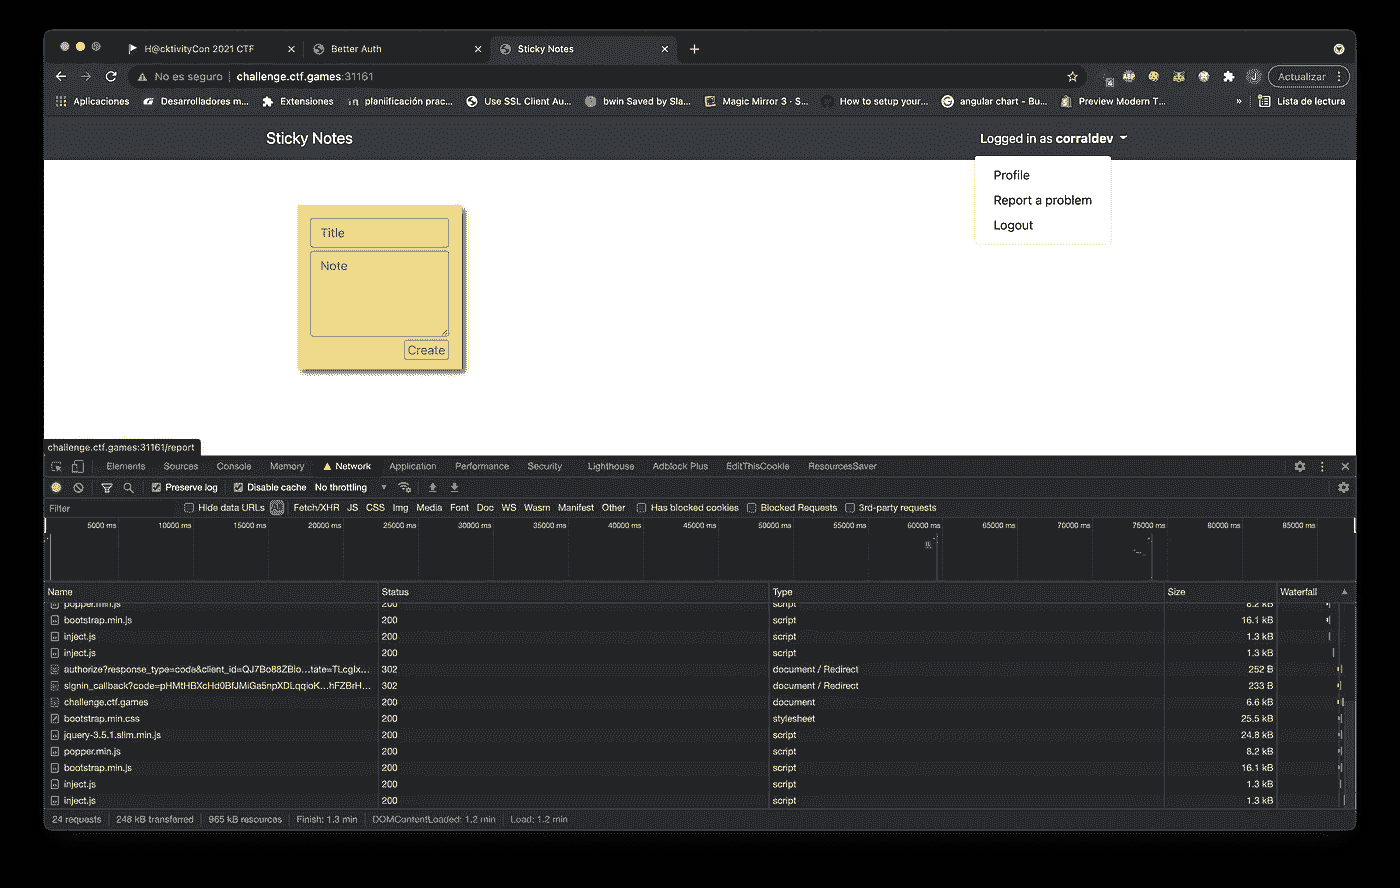 H@cktivityCon 2021 CTF
Better Auth
Sticky Notes
No es seguro challenge.ctf.games:31161
Actualizar
Aplicaciones Desarrolladores m... Extensiones in planiificación prac... Use SSL Client Au... bwin Saved by Sla... Magic Mirror 3 - S... How to setup your... angular chart - Bu... Preview Modern T... » Lista de lectura
Sticky Notes
Logged in as corraldev
Profile
Report a problem
Logout
Title
Note
Create
challenge.ctf.games:31161/report
Elements Sources Console Memory Network Application Performance Security Lighthouse Adblock Plus EditThisCookie ResourcesSaver
Preserve log Disable cache No throttling
Filter Hide data URLs All Fetch/XHR JS CSS Img Media Font Doc WS Wasm Manifest Other Has blocked cookies Blocked Requests 3rd-party requests
5000 ms 10000 ms 15000 ms 20000 ms 25000 ms 30000 ms 35000 ms 40000 ms 45000 ms 50000 ms 55000 ms 60000 ms 65000 ms 70000 ms 75000 ms 80000 ms 85000 ms
Name Status Type Size Waterfall
popper.min.js 200 script 8.2 kB
bootstrap.min.js 200 script 16.1 kB
inject.js 200 script 1.3 kB
inject.js 200 script 1.3 kB
authorize?response_type=code&client_id=QJ7Bo88ZBio...tate=TLcgIx... 302 document / Redirect 252 B
signin_callback?code=pHMtHBXcHd0BfJMiGa5npXDLqqioK...hFZBrH... 302 document / Redirect 233 B
challenge.ctf.games 200 document 6.6 kB
bootstrap.min.css 200 stylesheet 25.5 kB
jquery-3.5.1.slim.min.js 200 script 24.8 kB
popper.min.js 200 script 8.2 kB
bootstrap.min.js 200 script 16.1 kB
inject.js 200 script 1.3 kB
inject.js 200 script 1.3 kB
24 requests 248 kB transferred 965 kB resources Finish: 1.3 min DOMContentLoaded: 1.2 min Load: 1.2 min